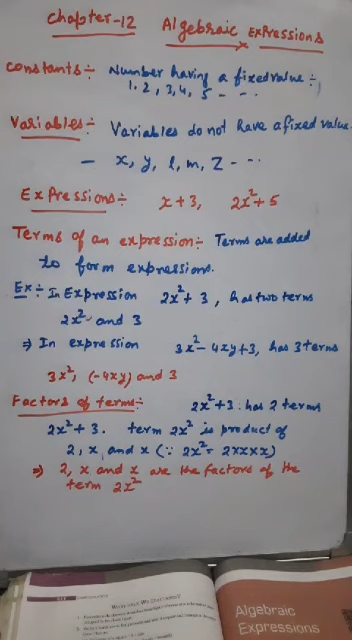 Chapter-12 Algebraic Expressions
Constants:- Number having a fixed value:-
1, 2, 3, 4, 5 - - - -
Variables:- Variables do not have a fixed value.
- x, y, l, m, z - - - -
Expressions:- x+3, 2x²+5
Terms of an expression:- Terms are added
to form expressions.
Ex:- In Expression 2x²+3, has two terms
2x² and 3
⇒ In expression 3x²-4xy+3, has 3 terms
3x², (-4xy) and 3
Factors of terms:- 2x²+3. has 2 terms
2x²+3. term 2x² is product of
2, x, and x (∵ 2x² = 2×x×x)
⇒ 2, x and x are the factors of the
term 2x²
Algebraic
Expressions